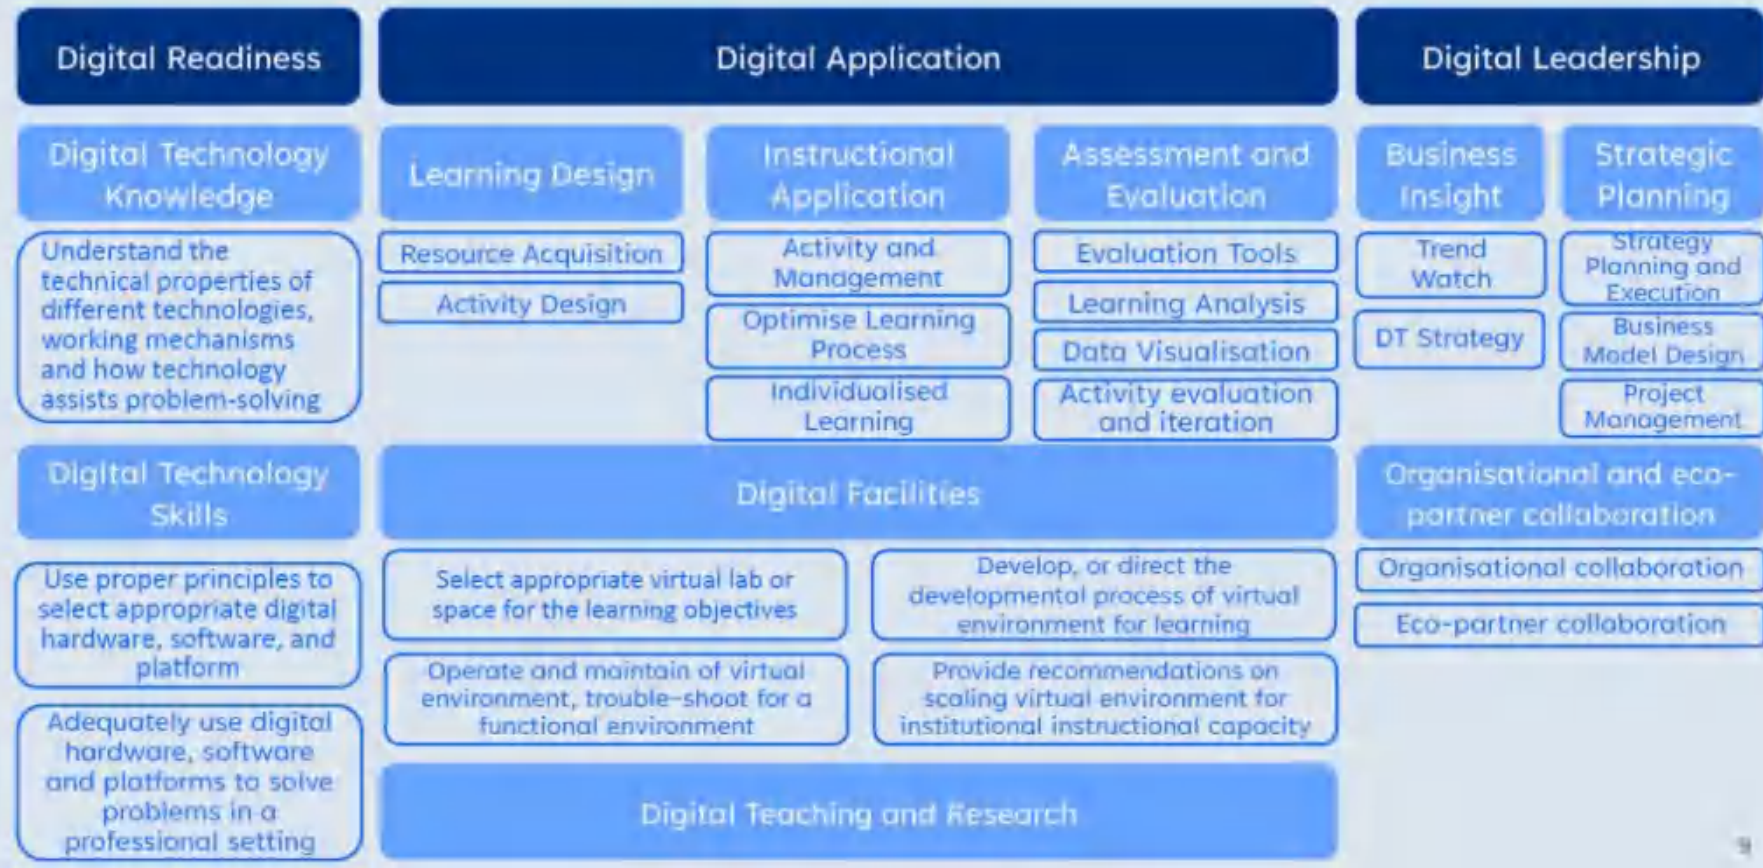 Digital Readiness
Digital Application
Digital Leadership
Digital Technology
Knowledge
Learning Design
Instructional
Application
Assessment and
Evaluation
Business
Insight
Strategic
Planning
Understand the
technical properties of
different technologies,
working mechanisms
and how technology
assists problem-solving
Resource Acquisition
Activity Design
Activity and
Management
Optimise Learning
Process
Individualised
Learning
Evaluation Tools
Learning Analysis
Data Visualisation
Activity evaluation
and iteration
Trend
Watch
DT Strategy
Strategy
Planning and
Execution
Business
Model Design
Project
Management
Digital Technology
Skills
Digital Facilities
Organisational and eco-
partner collaboration
Use proper principles to
select appropriate digital
hardware, software, and
platform
Adequately use digital
hardware, software
and platforms to solve
problems in a
professional setting
Select appropriate virtual lab or
space for the learning objectives
Develop, or direct the
developmental process of virtual
environment for learning
Operate and maintain of virtual
environment, trouble-shoot for a
functional environment
Provide recommendations on
scaling virtual environment for
institutional instructional capacity
Organisational collaboration
Eco-partner collaboration
Digital Teaching and Research
9